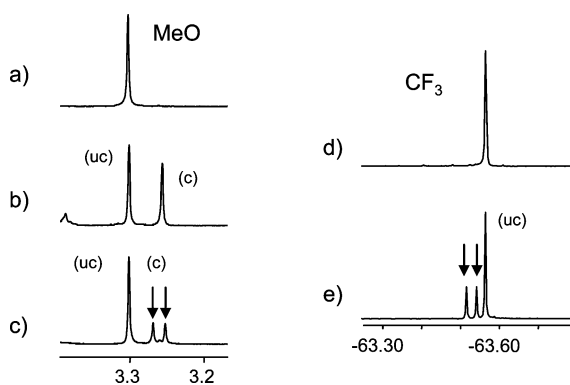 MeO
a)
CF3
d)
(uc)
(c)
b)
(uc)
(uc)
(c)
e)
c)
3.3 3.2
-63.30 -63.60